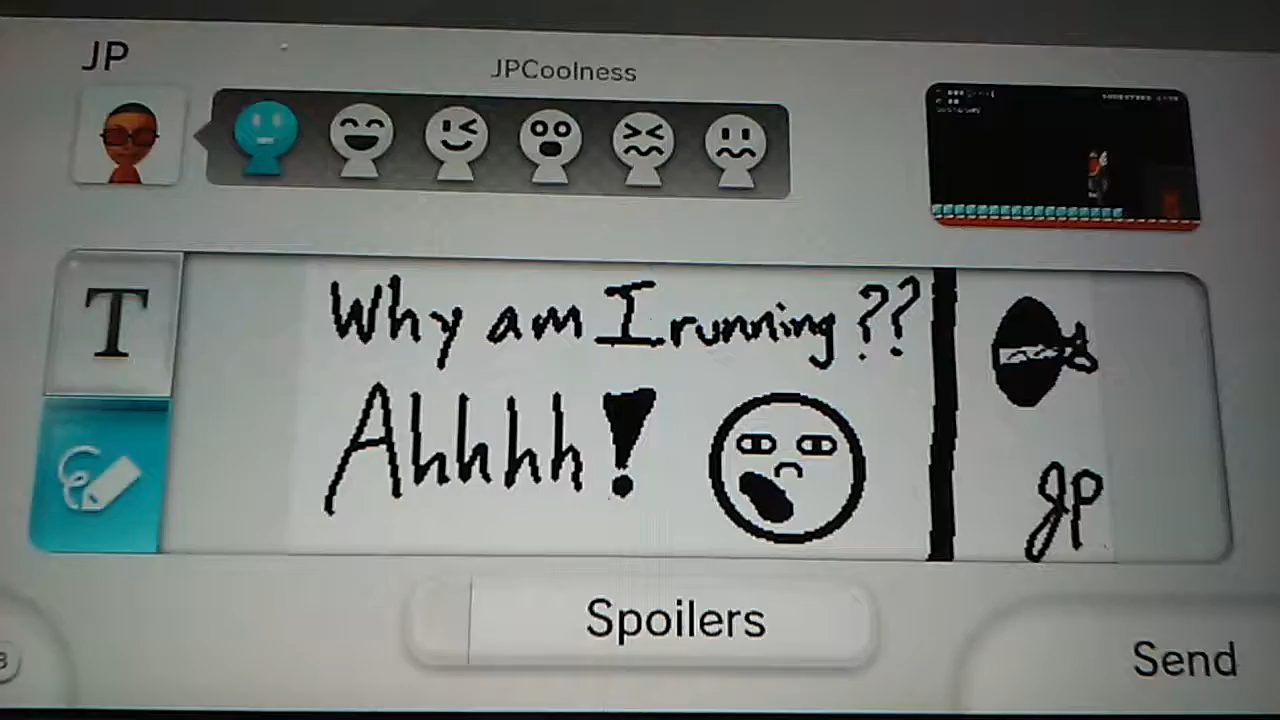 JP
JPCoolness
T
Why am I running??
Ahhhh!
JP
Spoilers
Send